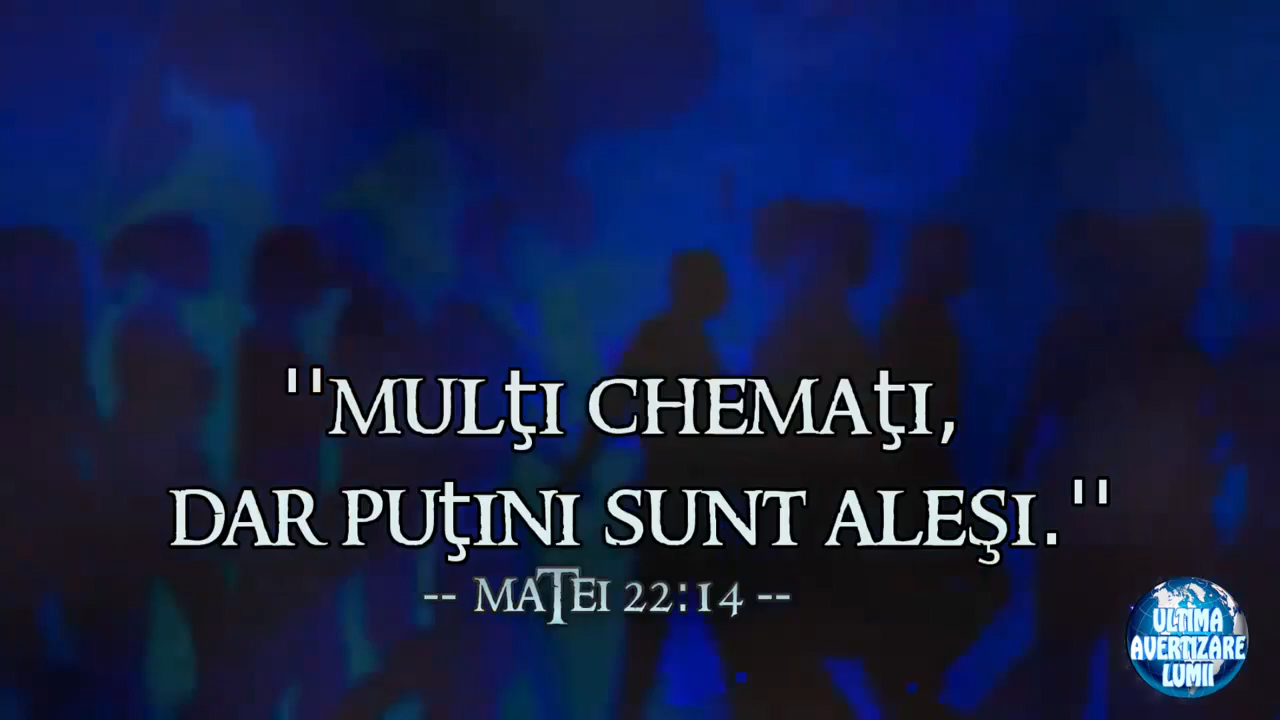 ''MULţI CHEMAţI,
DAR PUţINI SUNT ALEŞI.''
-- MATEI 22:14 --
ULTIMA
AVERTIZARE
LUMII